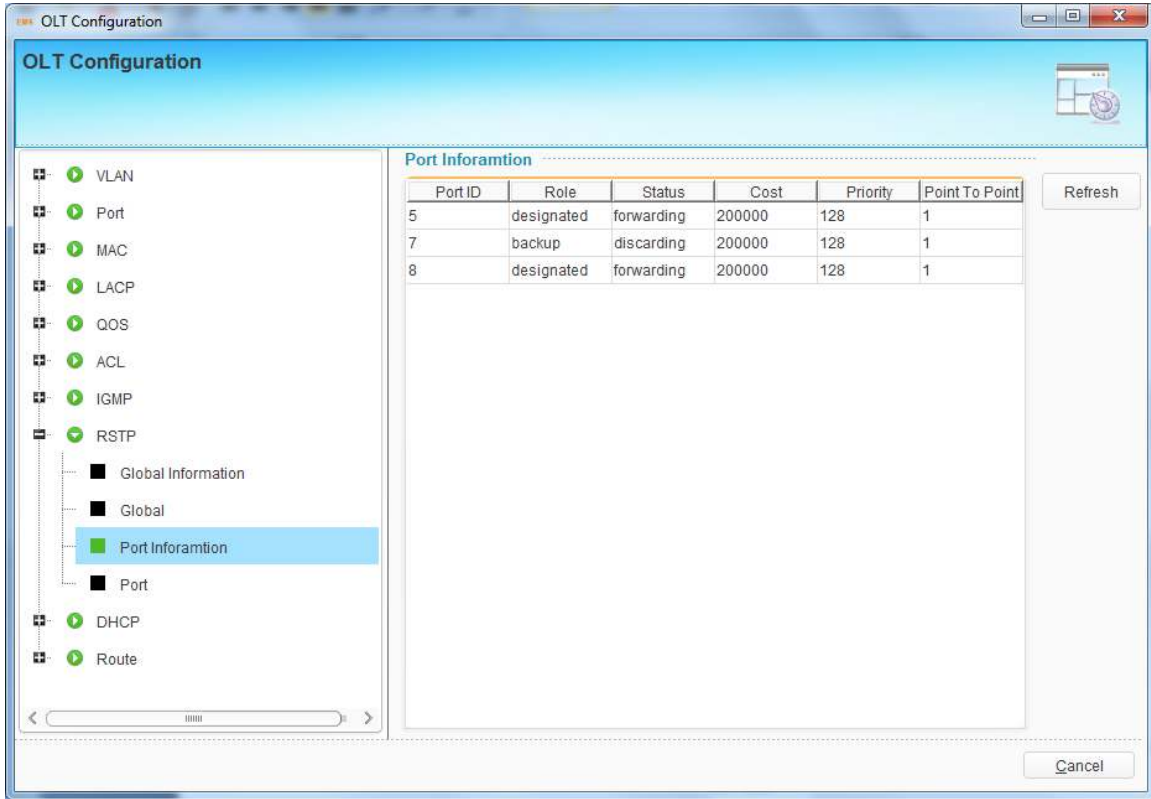 EMS OLT Configuration
OLT Configuration
VLAN
Port
MAC
LACP
QOS
ACL
IGMP
RSTP
Global Information
Global
Port Inforamtion
Port
DHCP
Route
Port Inforamtion
Port ID Role Status Cost Priority Point To Point
5 designated forwarding 200000 128 1
7 backup discarding 200000 128 1
8 designated forwarding 200000 128 1
Refresh
Cancel